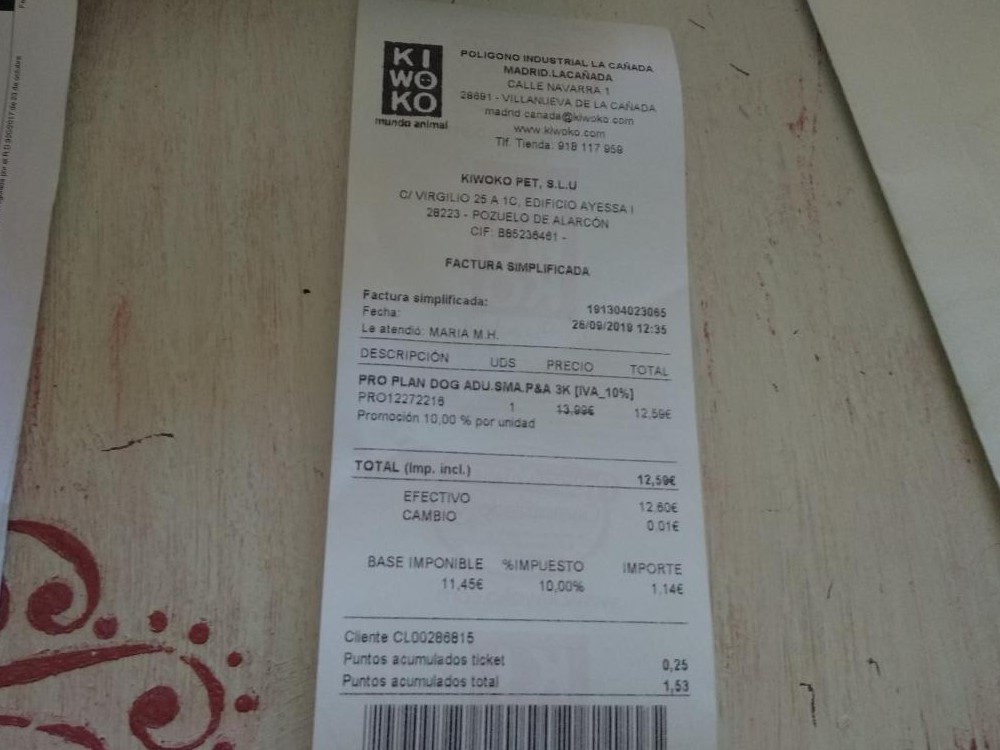 KI
WO
KO
mundo animal
POLIGONO INDUSTRIAL LA CAÑADA
MADRID.LACAÑADA
CALLE NAVARRA 1
28691 - VILLANUEVA DE LA CAÑADA
madrid.canada@kiwoko.com
www.kiwoko.com
Tlf. Tienda: 918 117 959
KIWOKO PET, S.L.U
C/ VIRGILIO 25 A 1C, EDIFICIO AYESSA I
28223 - POZUELO DE ALARCÓN
CIF: B85236461 -
FACTURA SIMPLIFICADA
Factura simplificada: 191304023065
Fecha: 26/09/2019 12:35
Le atendió: MARIA M.H.
DESCRIPCIÓN UDS PRECIO TOTAL
PRO PLAN DOG ADU.SMA.P&A 3K [IVA_10%]
PRO12272216 1 13,99€ 12,59€
Promoción 10,00 % por unidad
TOTAL (Imp. incl.) 12,59€
EFECTIVO 12.60€
CAMBIO 0.01€
BASE IMPONIBLE %IMPUESTO IMPORTE
11,45€ 10,00% 1,14€
Cliente CL00286815
Puntos acumulados ticket 0,25
Puntos acumulados total 1,53